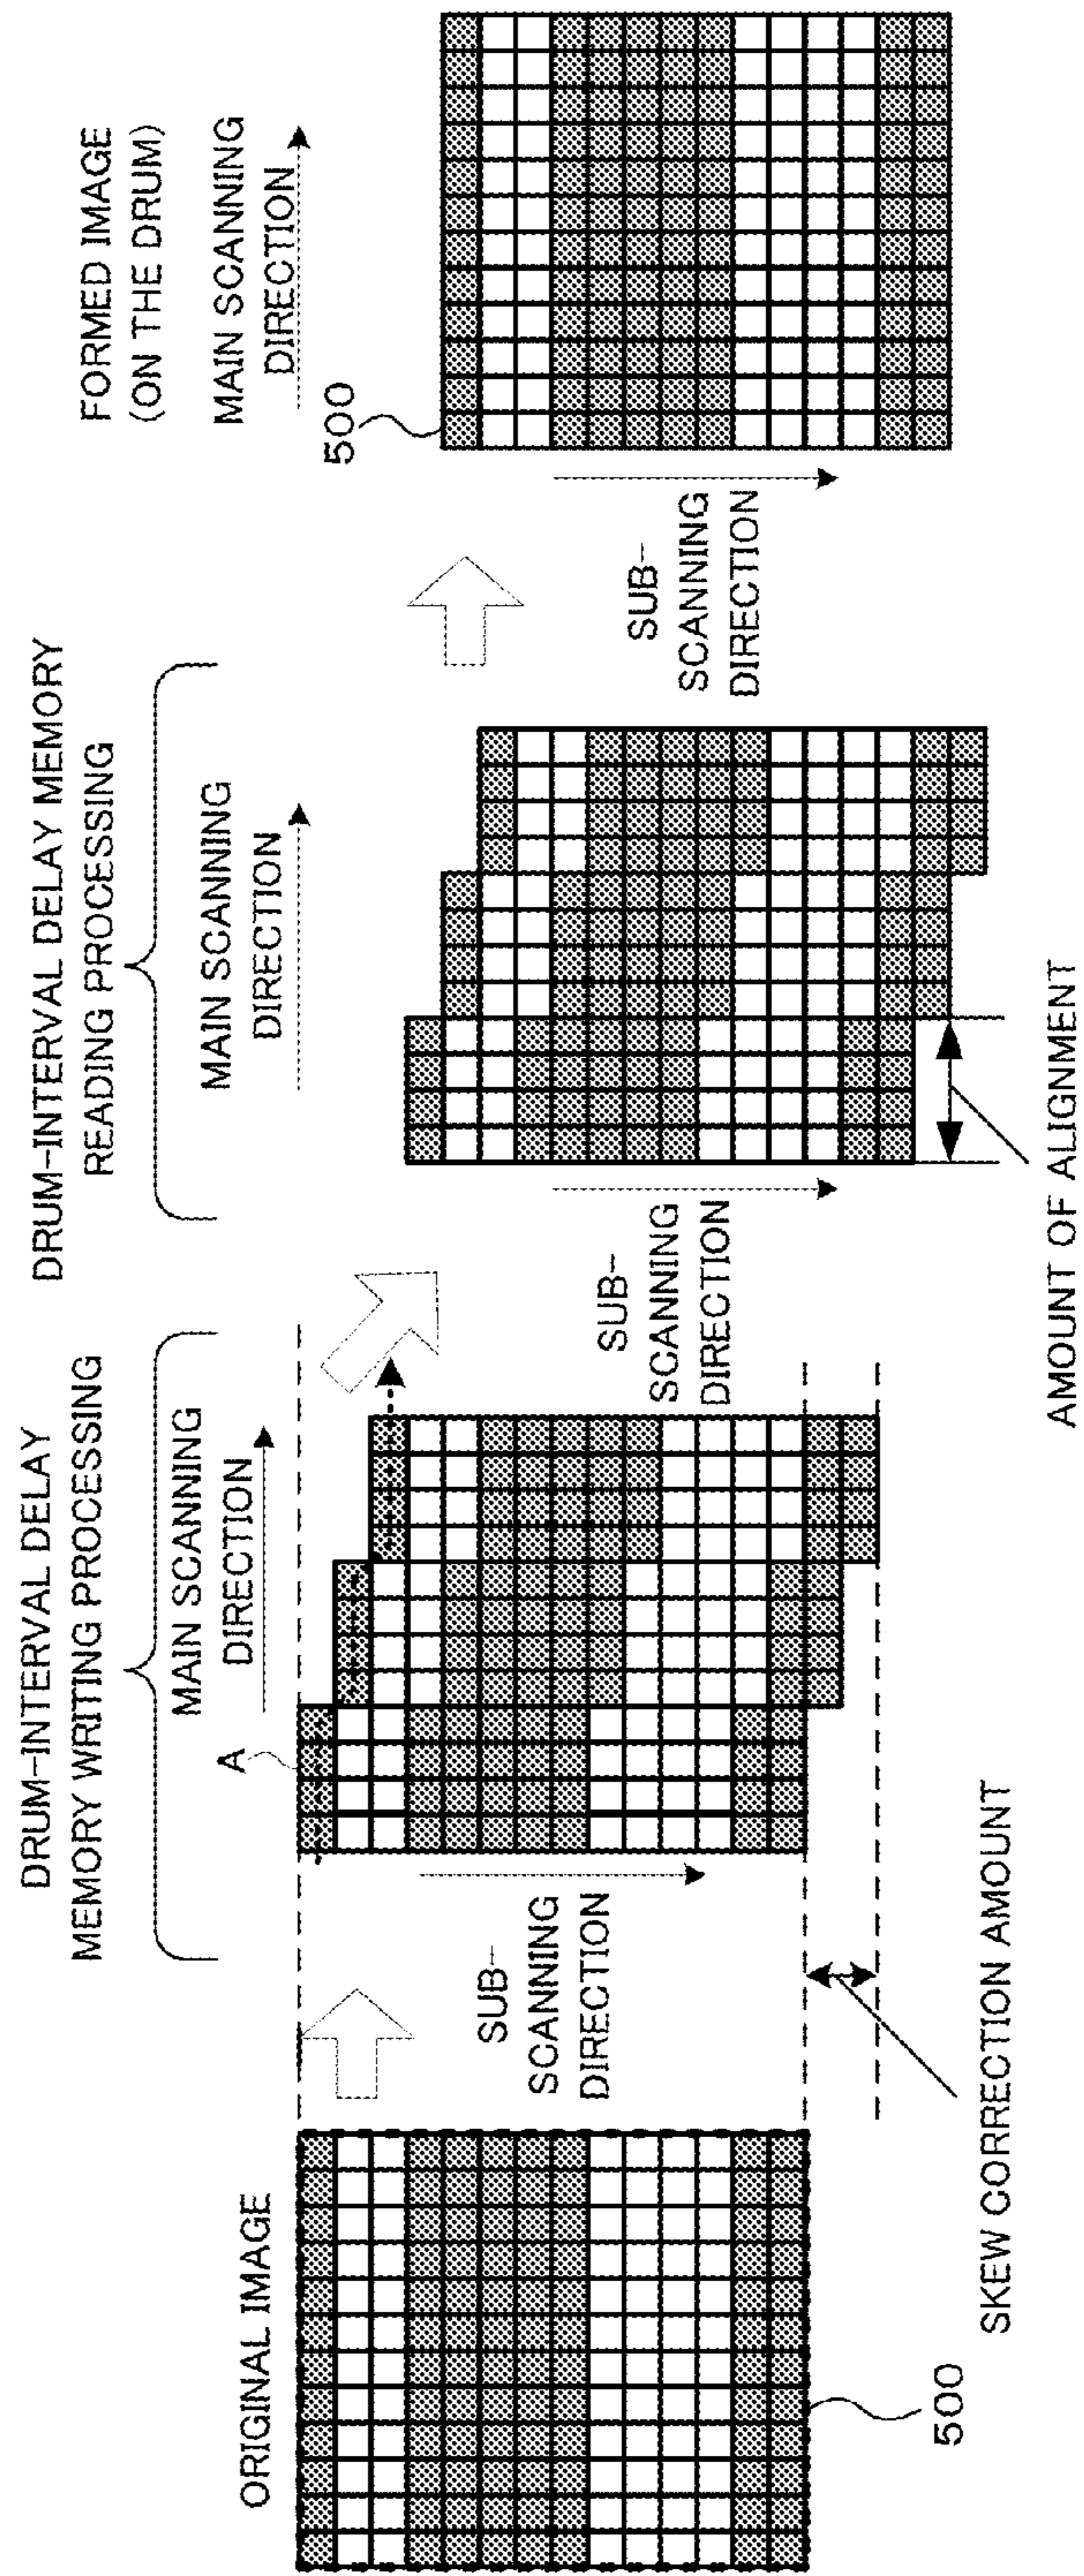 ORIGINAL IMAGE
500
SKEW CORRECTION AMOUNT
DRUM-INTERVAL DELAY
MEMORY WRITING PROCESSING
MAIN SCANNING
DIRECTION
A
SUB-
SCANNING
DIRECTION
DRUM-INTERVAL DELAY MEMORY
READING PROCESSING
MAIN SCANNING
DIRECTION
SUB-
SCANNING
DIRECTION
AMOUNT OF ALIGNMENT
FORMED IMAGE
(ON THE DRUM)
MAIN SCANNING
DIRECTION
500
SUB-
SCANNING
DIRECTION